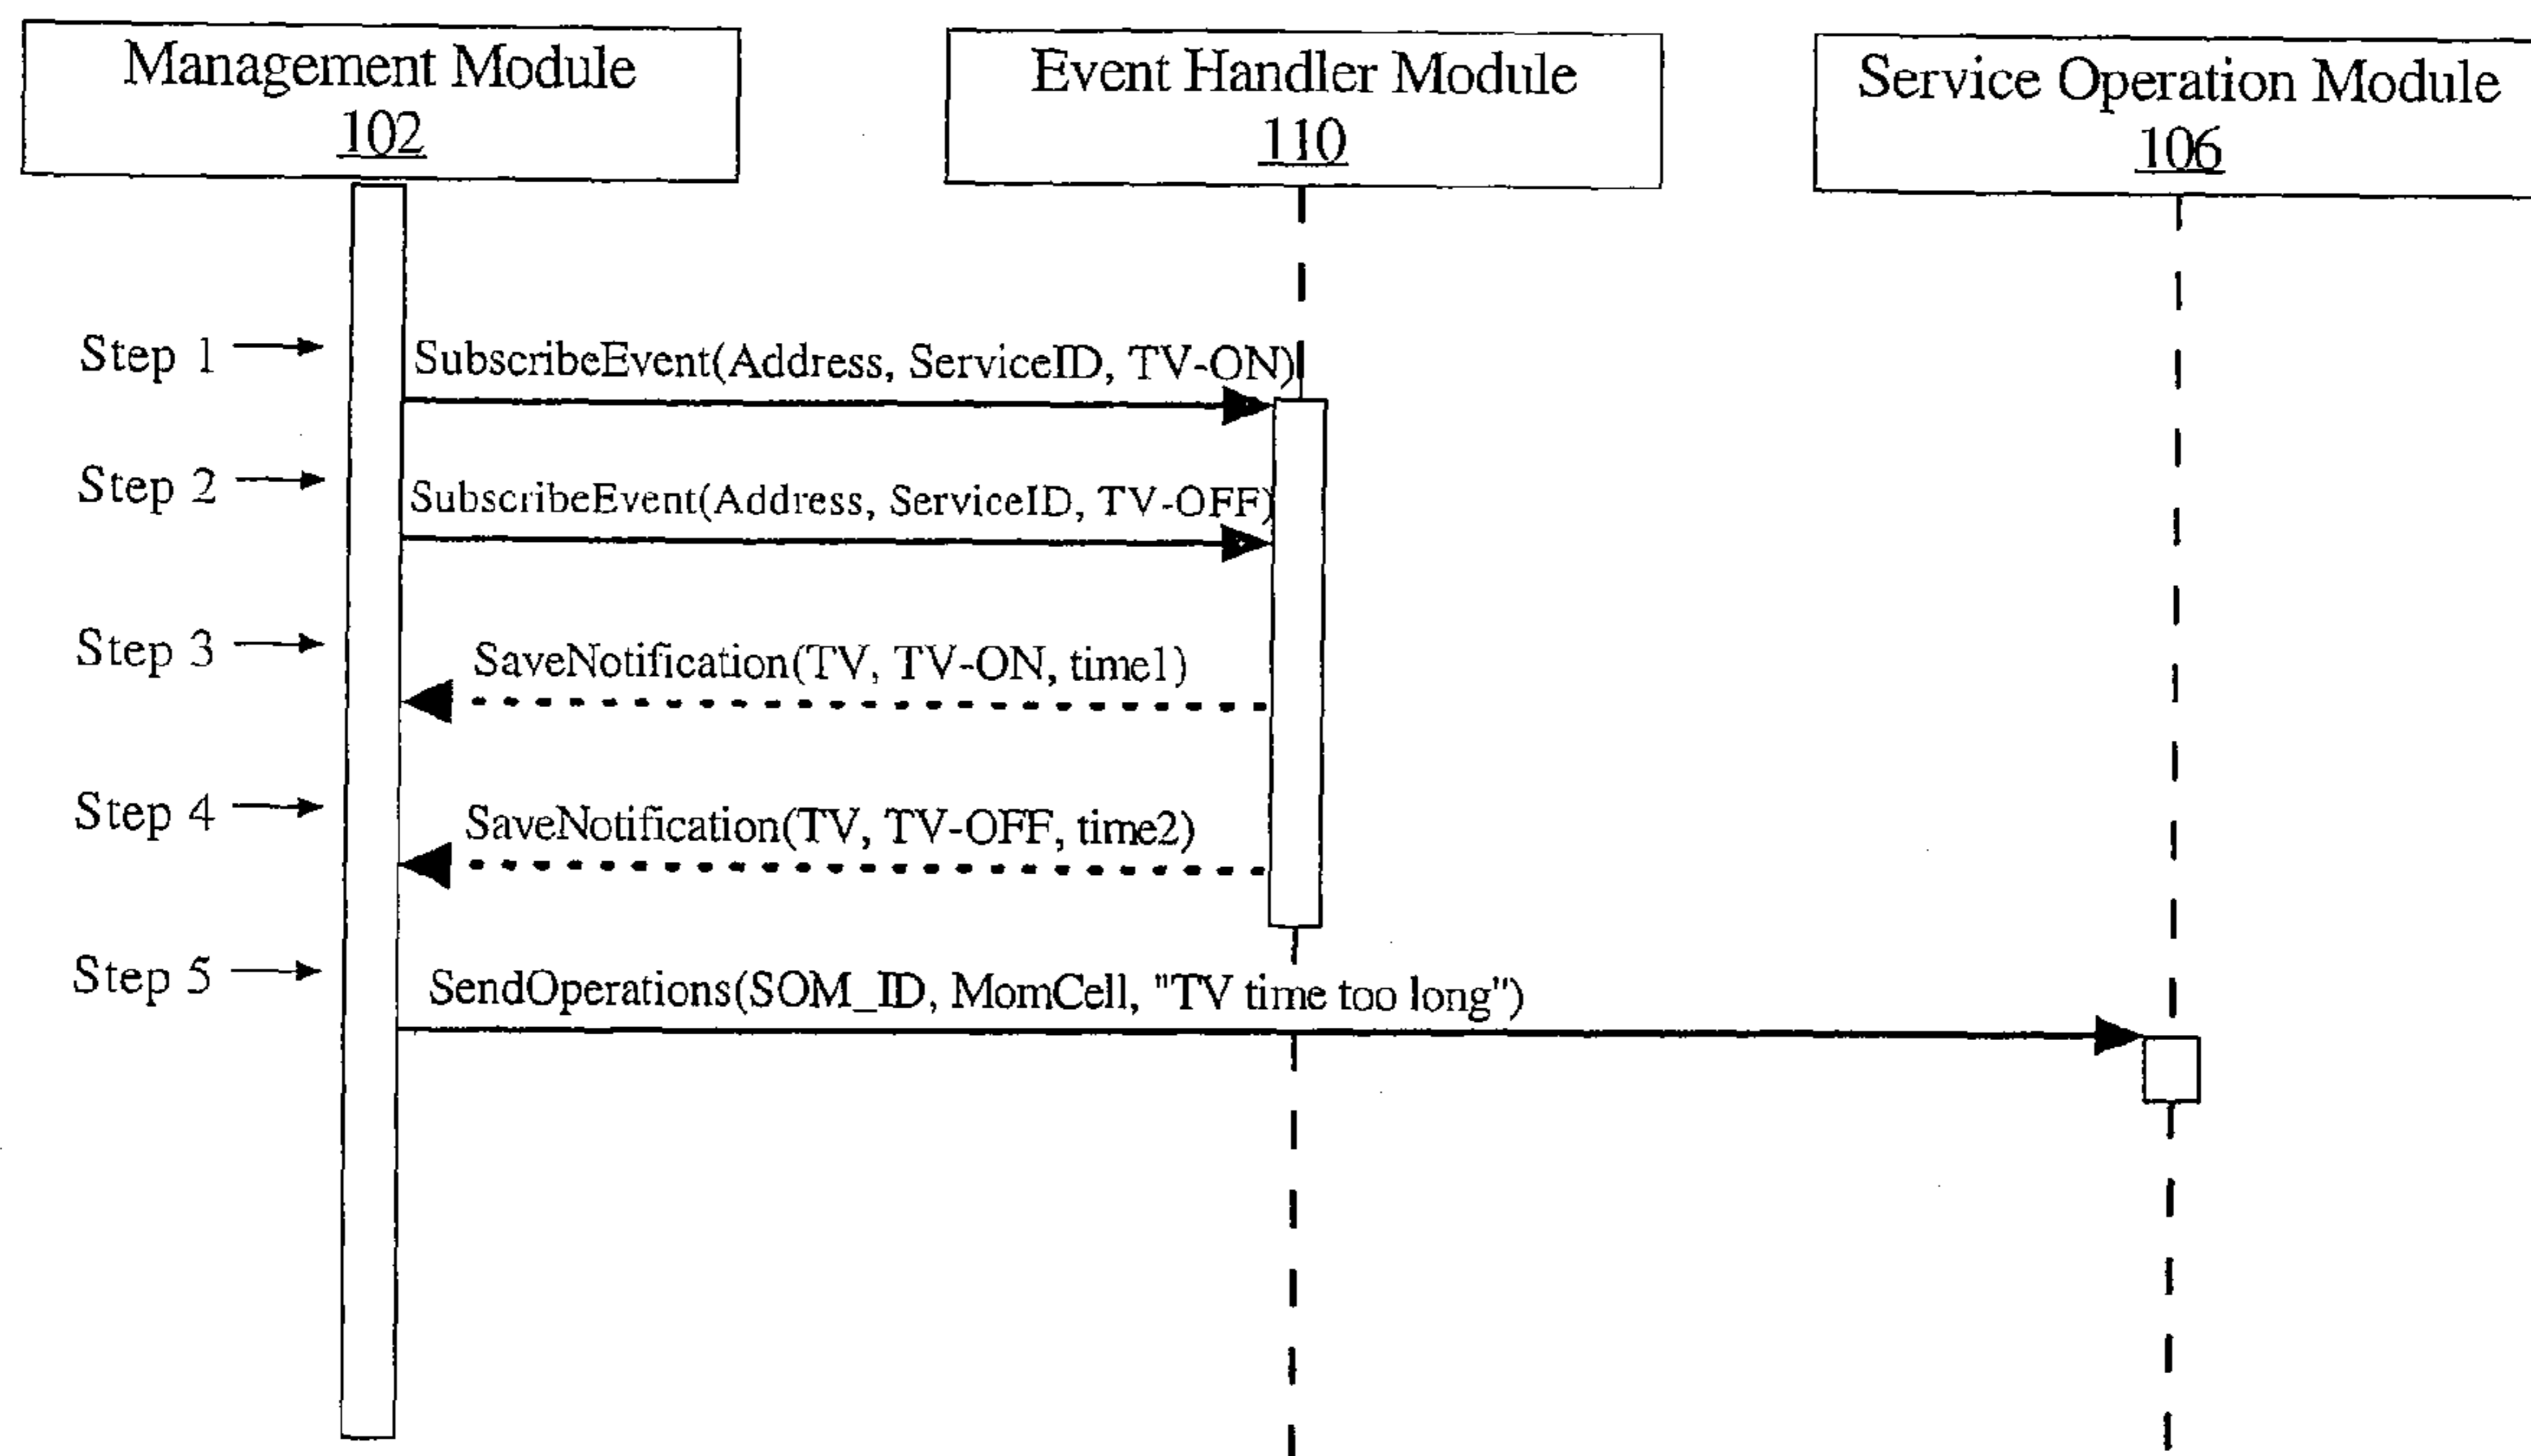 Management Module
102
Event Handler Module
110
Service Operation Module
106
Step 1
SubscribeEvent(Address, ServiceID, TV-ON)
Step 2
SubscribeEvent(Address, ServiceID, TV-OFF)
Step 3
SaveNotification(TV, TV-ON, time1)
Step 4
SaveNotification(TV, TV-OFF, time2)
Step 5
SendOperations(SOM_ID, MomCell, "TV time too long")